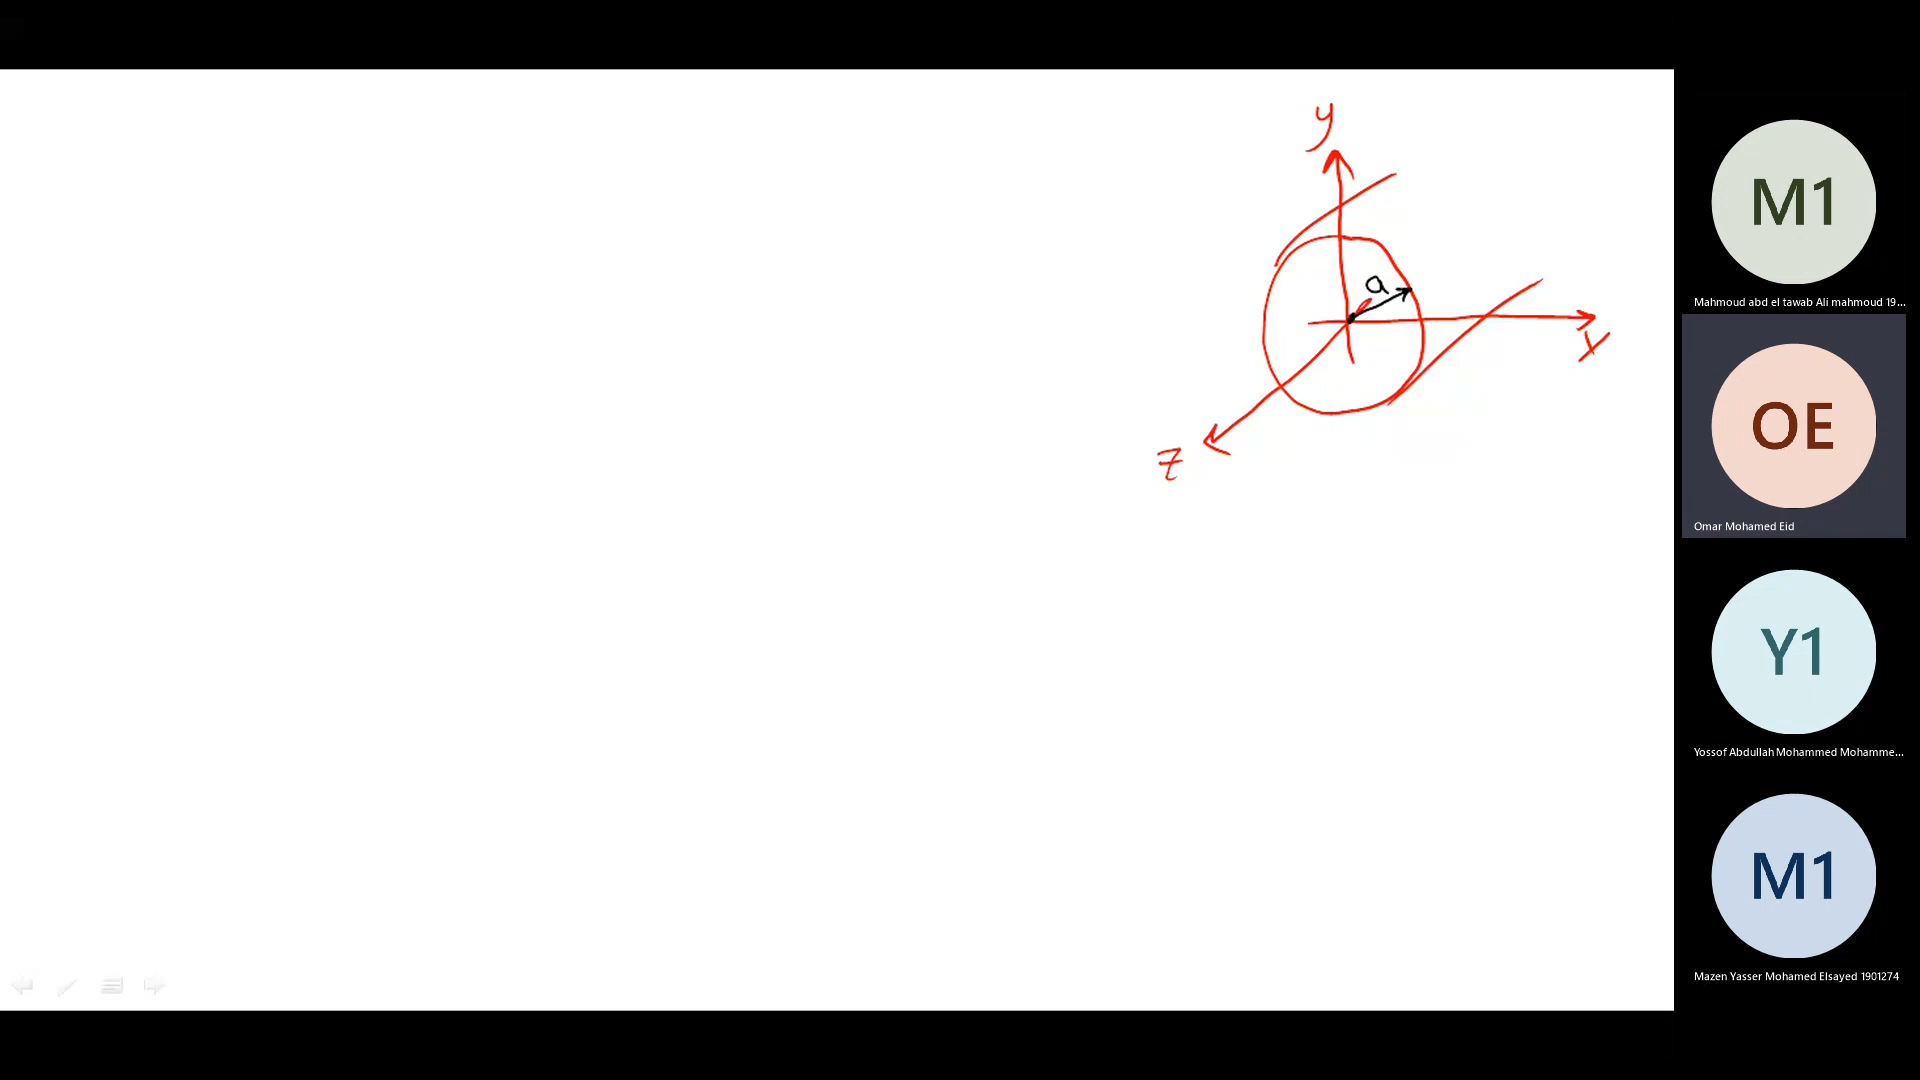 y
a
x
z
M1
Mahmoud abd el tawab Ali mahmoud 19...
OE
Omar Mohamed Eid
Y1
Yossof Abdullah Mohammed Mohamme...
M1
Mazen Yasser Mohamed Elsayed 1901274